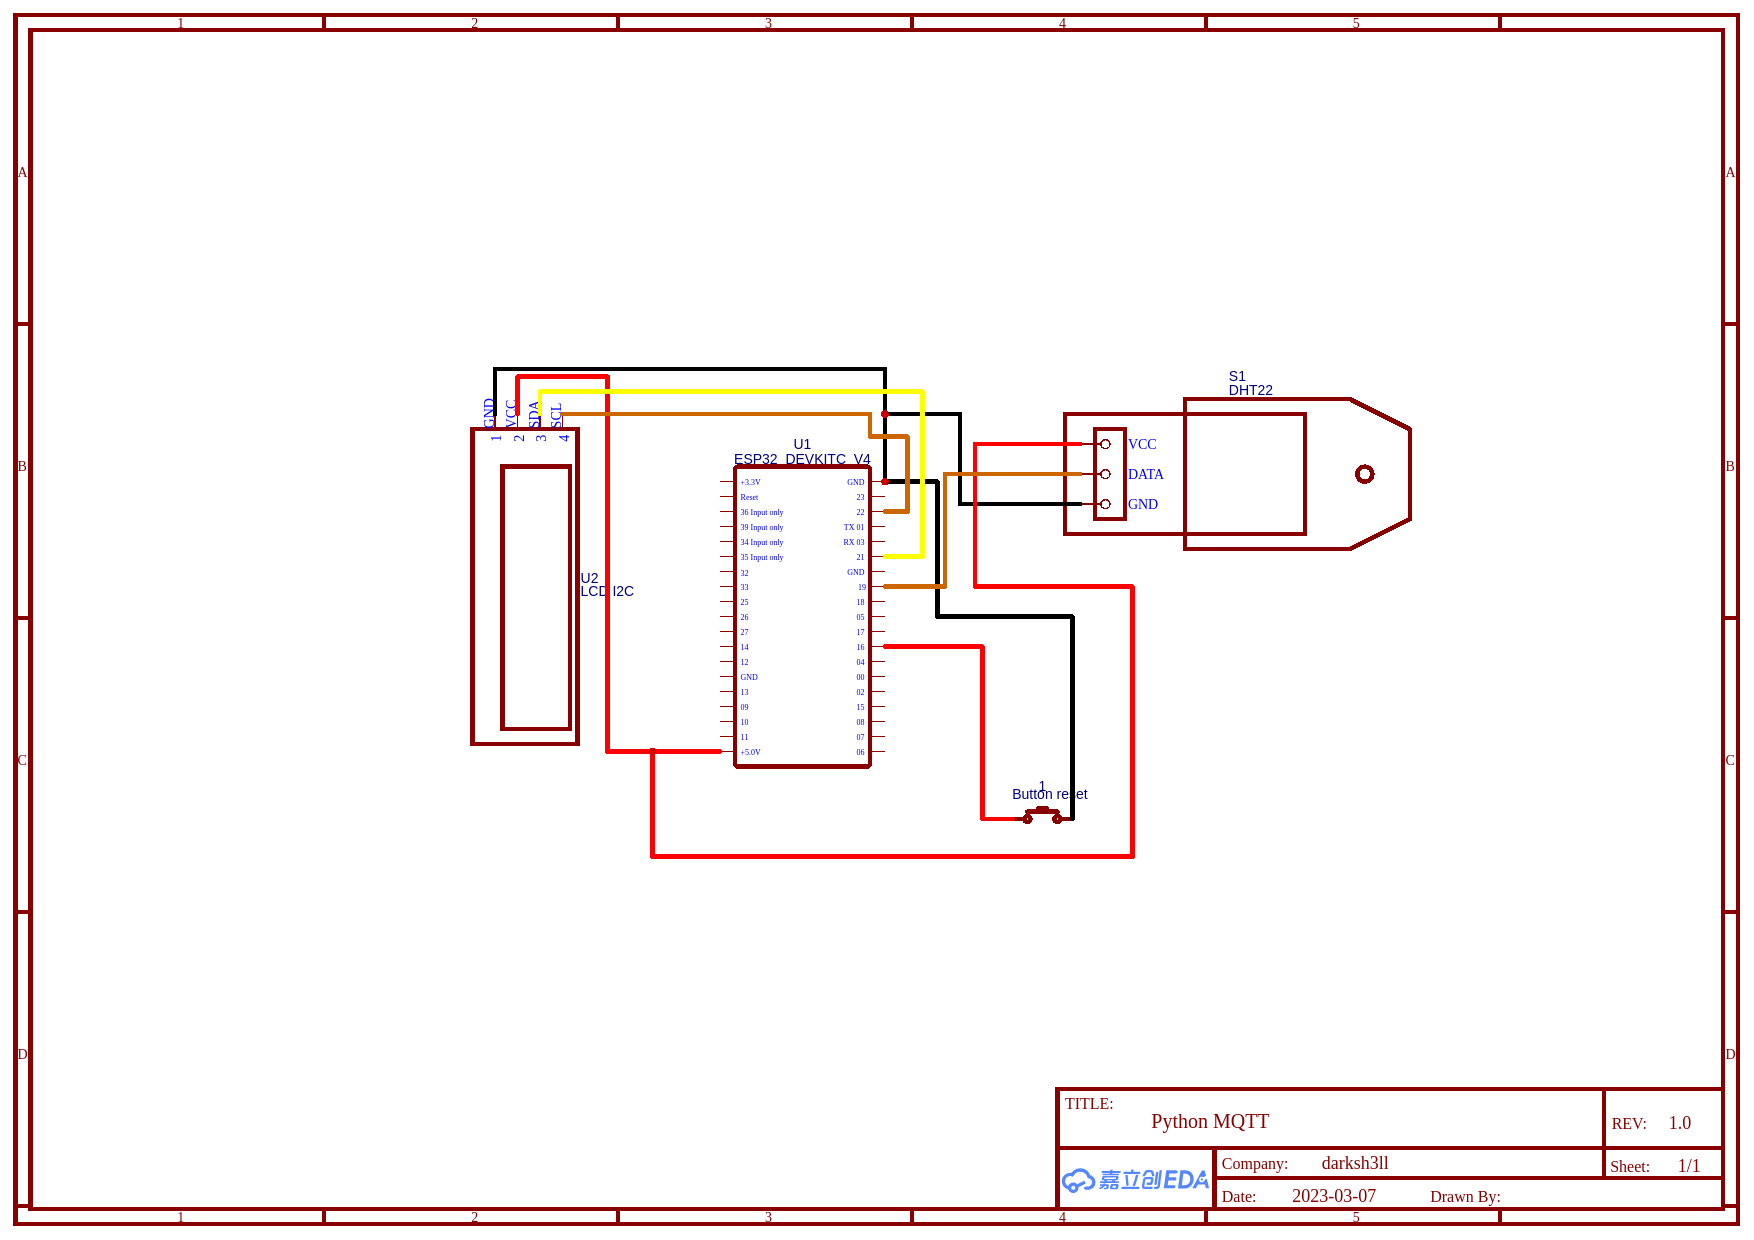 1 2 3 4 5
A A
S1
DHT22
GND VCC SDA SCL
1 2 3 4
U1
ESP32_DEVKITC_V4
VCC
DATA
GND
B B
+3.3V GND
Reset 23
36 Input only 22
39 Input only TX 01
34 Input only RX 03
35 Input only 21
32 GND
33 19
25 18
26 05
27 17
14 16
12 04
GND 00
13 02
09 15
10 08
11 07
+5.0V 06
U2
LCD I2C
C C
1
Button reset
D D
TITLE:
Python MQTT
REV: 1.0
嘉立创EDA
Company: darksh3ll
Sheet: 1/1
Date: 2023-03-07 Drawn By:
1 2 3 4 5